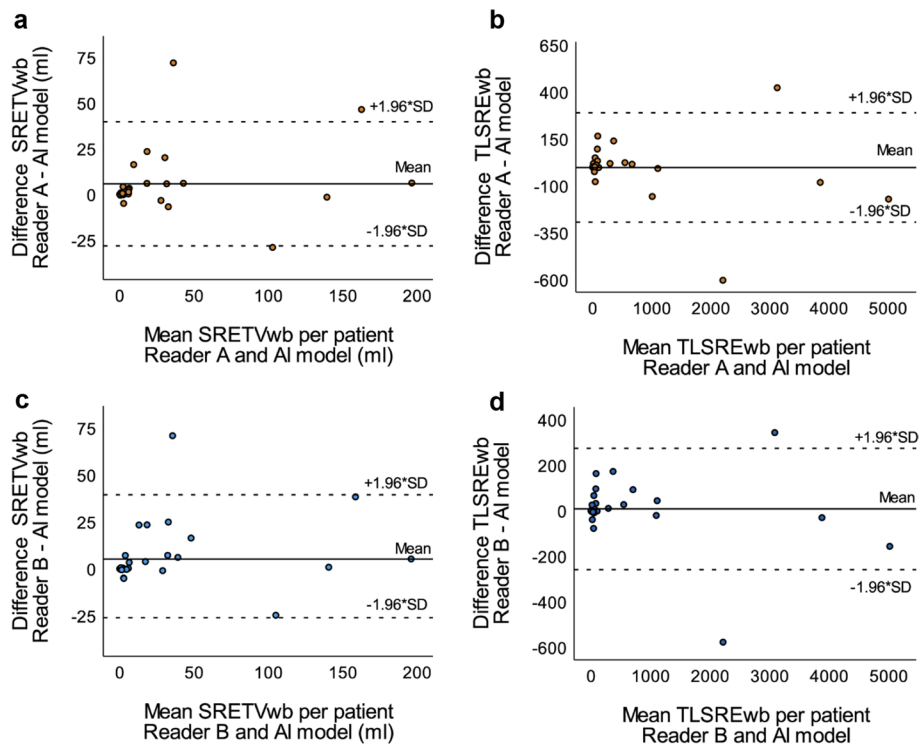 a
Difference SRETVwb
Reader A - AI model (ml)
75
50
25
0
-25
+1.96*SD
Mean
-1.96*SD
0
50
100
150
200
Mean SRETVwb per patient
Reader A and AI model (ml)
b
Difference TLSREwb
Reader A - AI model
650
400
150
-100
-350
-600
+1.96*SD
Mean
-1.96*SD
0
1000
2000
3000
4000
5000
Mean TLSREwb per patient
Reader A and AI model
c
Difference SRETVwb
Reader B - AI model (ml)
75
50
25
0
-25
+1.96*SD
Mean
-1.96*SD
0
50
100
150
200
Mean SRETVwb per patient
Reader B and AI model (ml)
d
Difference TLSREwb
Reader B - AI model
400
200
0
-200
-400
-600
+1.96*SD
Mean
-1.96*SD
0
1000
2000
3000
4000
5000
Mean TLSREwb per patient
Reader B and AI model